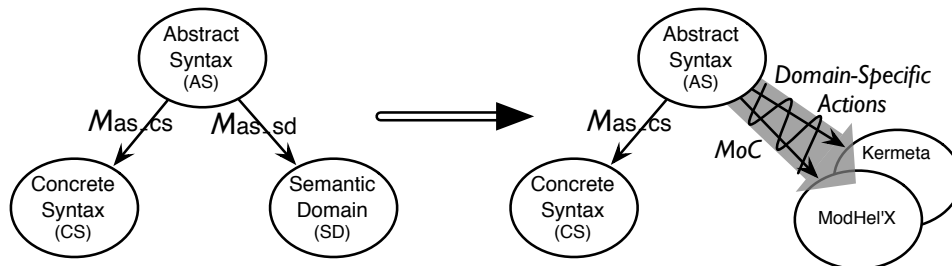 Abstract
Syntax
(AS)
Mas_cs
Mas_sd
Concrete
Syntax
(CS)
Semantic
Domain
(SD)
Abstract
Syntax
(AS)
Domain-Specific
Actions
Mas_cs
MoC
Kermeta
Concrete
Syntax
(CS)
ModHel'X